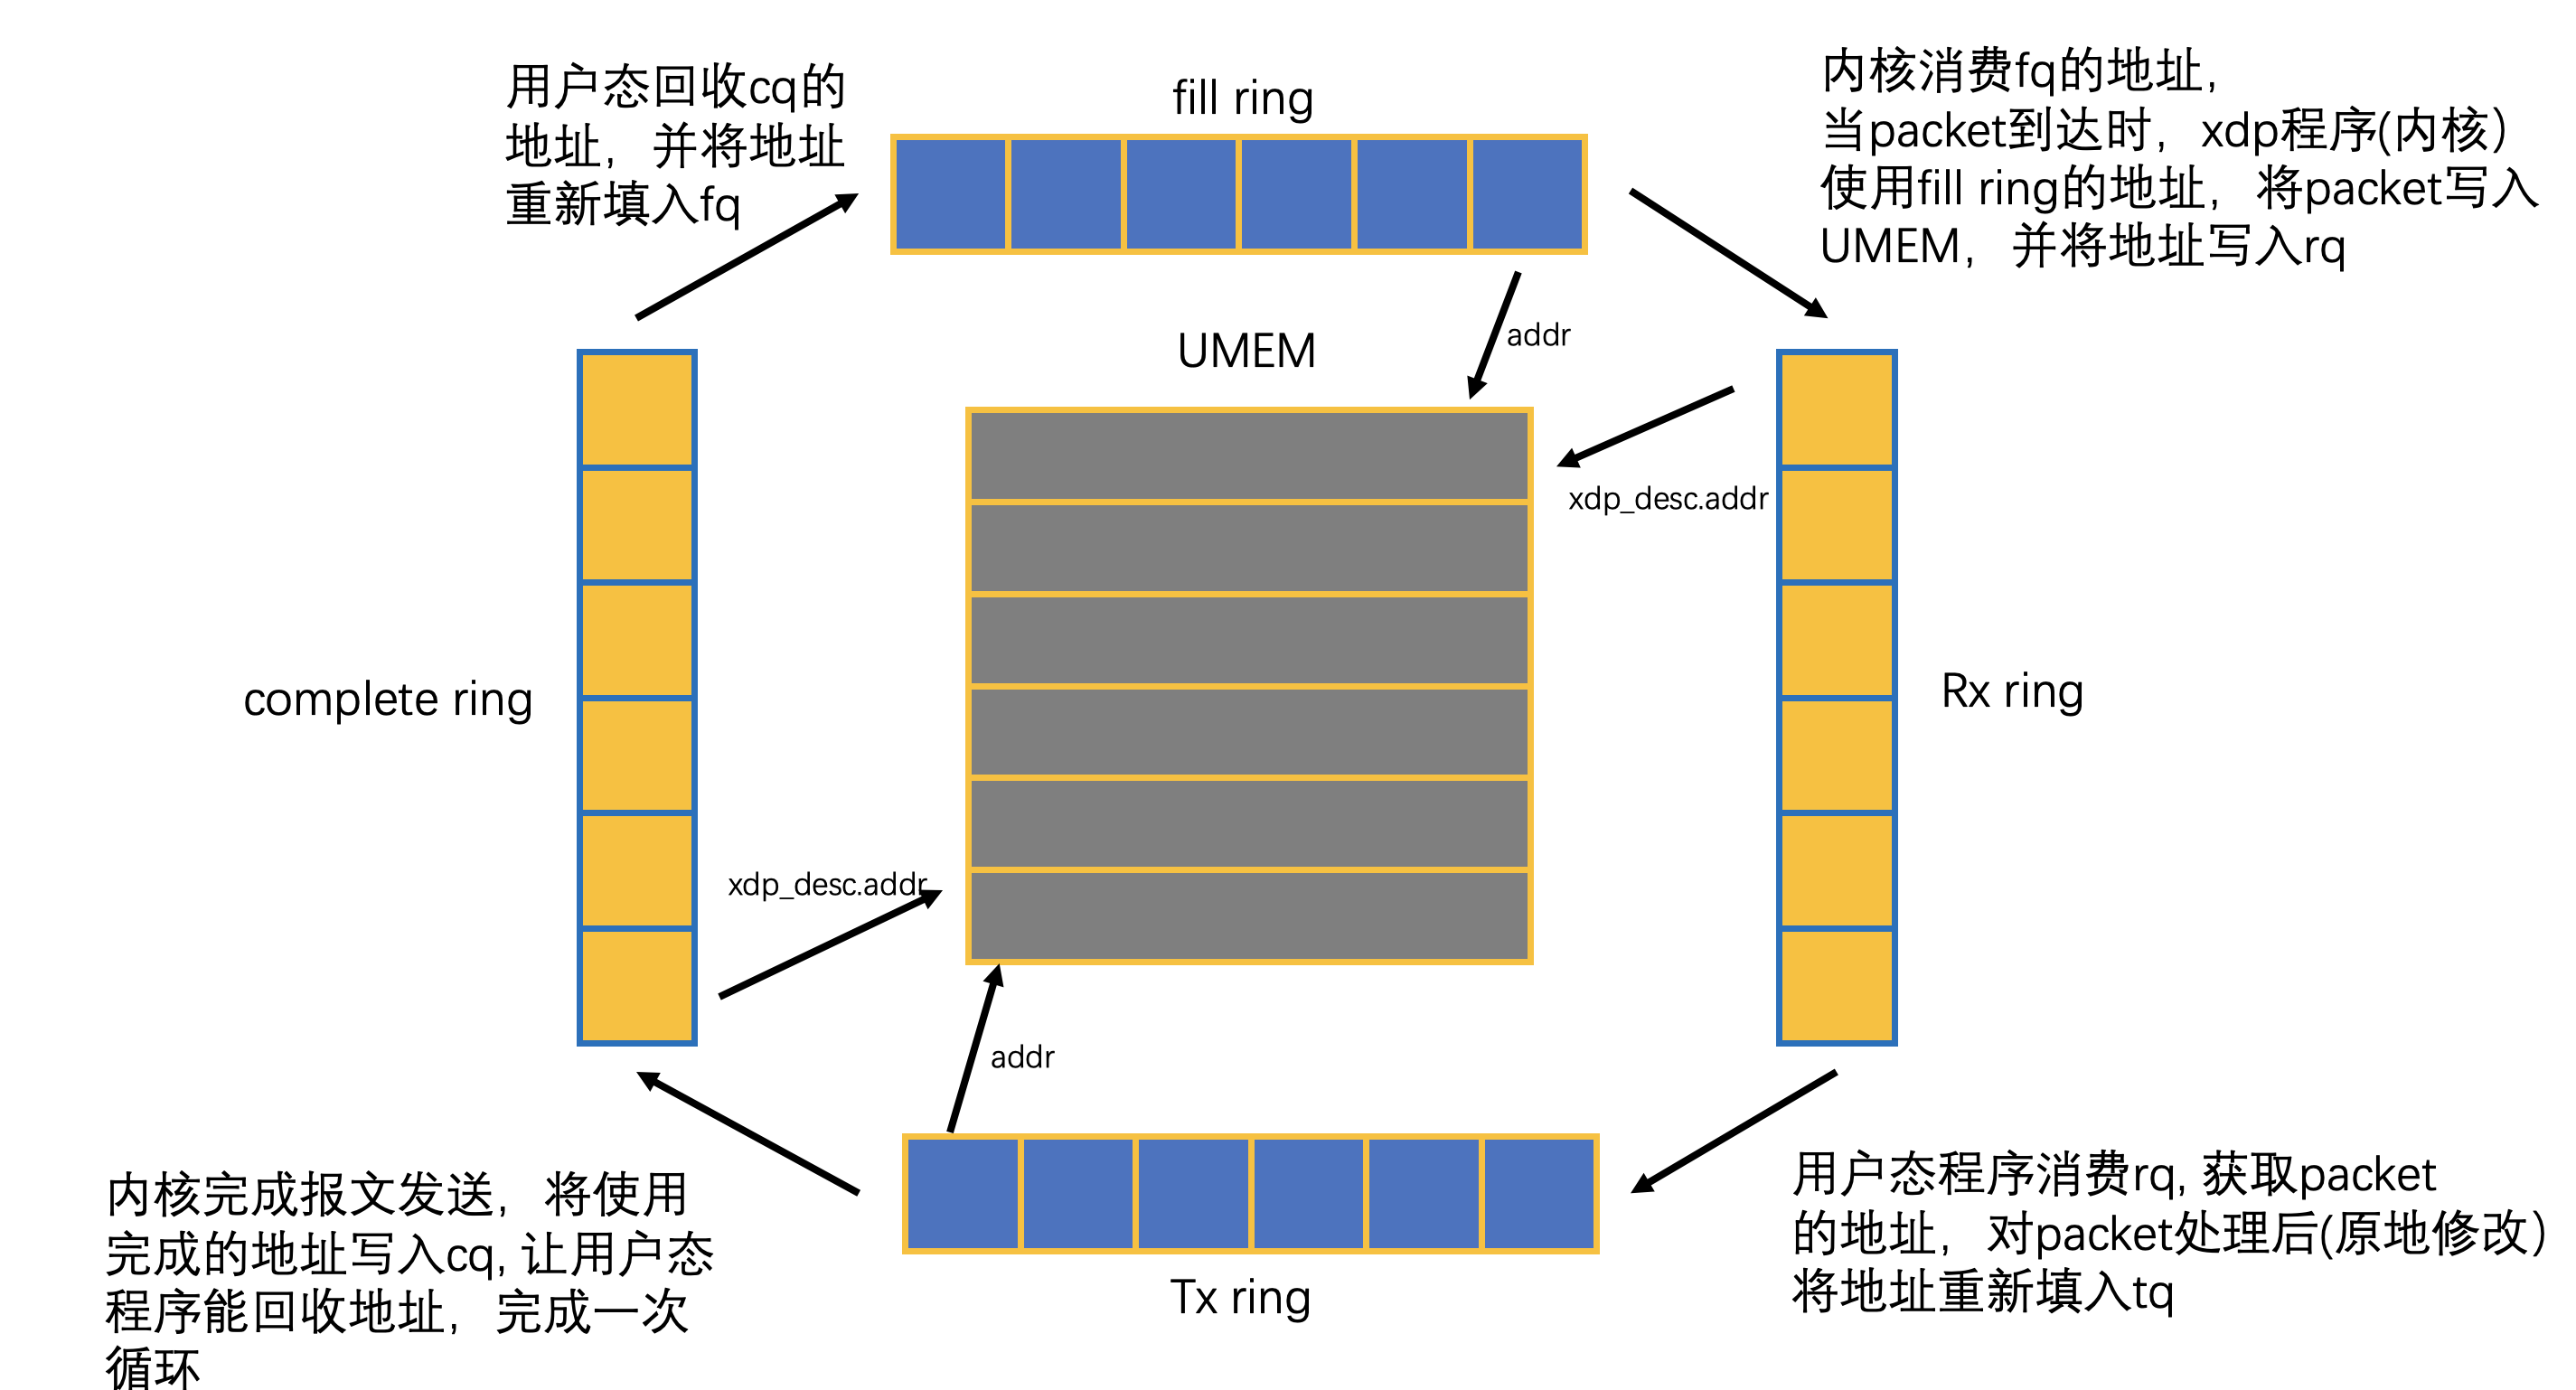 用户态回收cq的
地址，并将地址
重新填入fq
fill ring
内核消费fq的地址,
当packet到达时，xdp程序(内核）
使用fill ring的地址，将packet写入
UMEM，并将地址写入rq
addr
UMEM
xdp_desc.addr
complete ring
Rx ring
xdp_desc.addr
addr
内核完成报文发送，将使用
完成的地址写入cq, 让用户态
程序能回收地址，完成一次
循环
Tx ring
用户态程序消费rq, 获取packet
的地址，对packet处理后(原地修改）
将地址重新填入tq